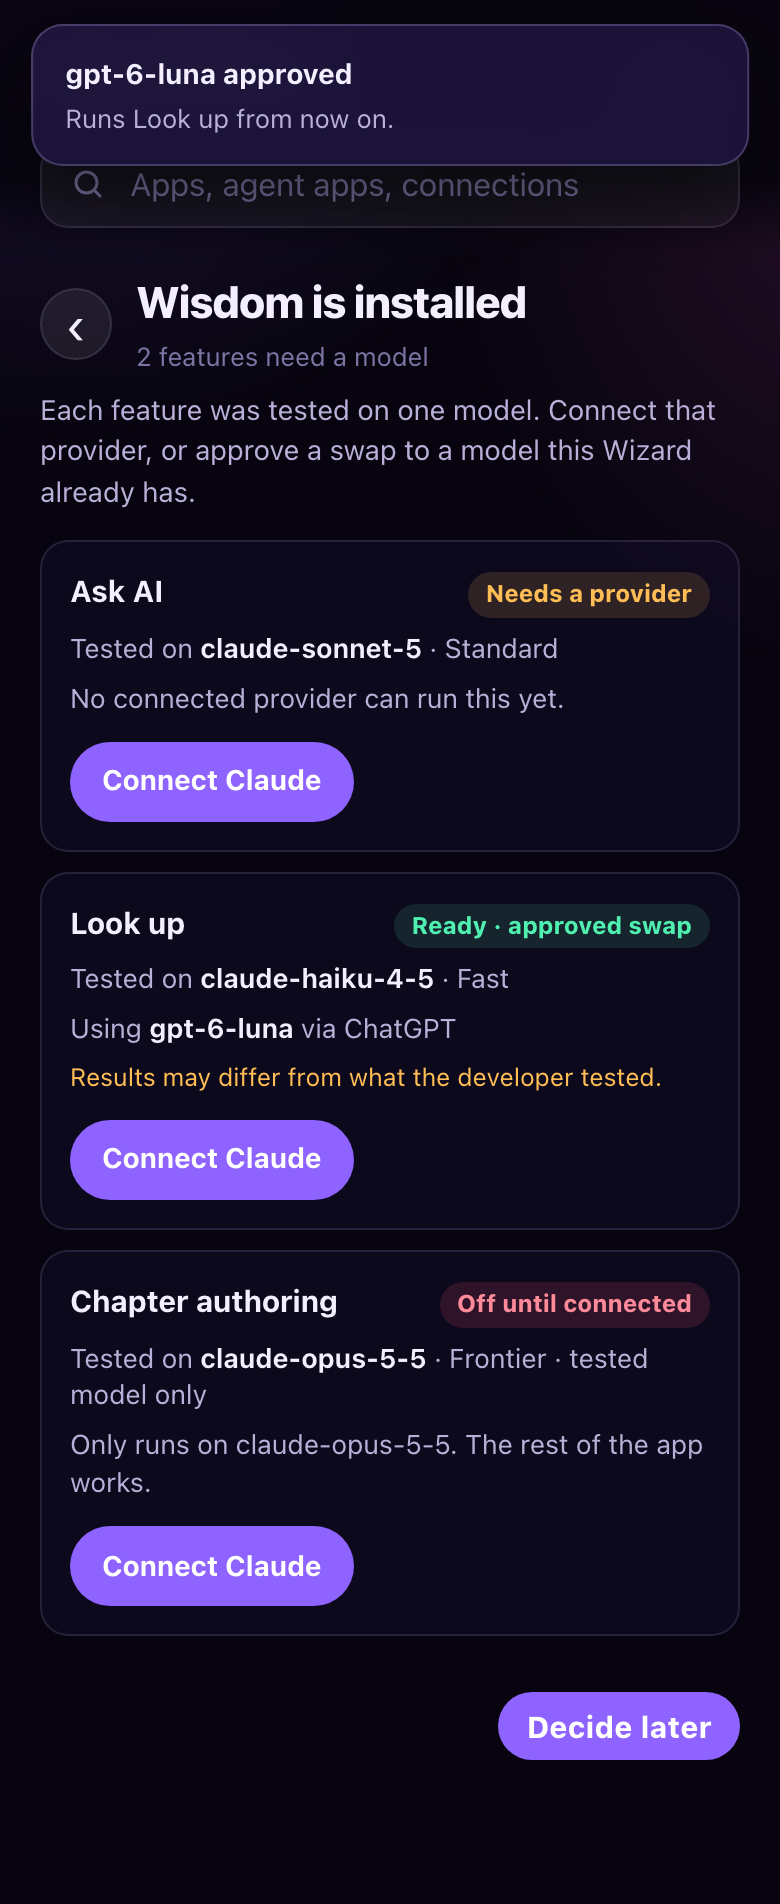 gpt-6-luna approved
Runs Look up from now on.
Apps, agent apps, connections
‹
Wisdom is installed
2 features need a model
Each feature was tested on one model. Connect that
provider, or approve a swap to a model this Wizard
already has.
Ask AI
Needs a provider
Tested on claude-sonnet-5 · Standard
No connected provider can run this yet.
Connect Claude
Look up
Ready · approved swap
Tested on claude-haiku-4-5 · Fast
Using gpt-6-luna via ChatGPT
Results may differ from what the developer tested.
Connect Claude
Chapter authoring
Off until connected
Tested on claude-opus-5-5 · Frontier · tested
model only
Only runs on claude-opus-5-5. The rest of the app
works.
Connect Claude
Decide later